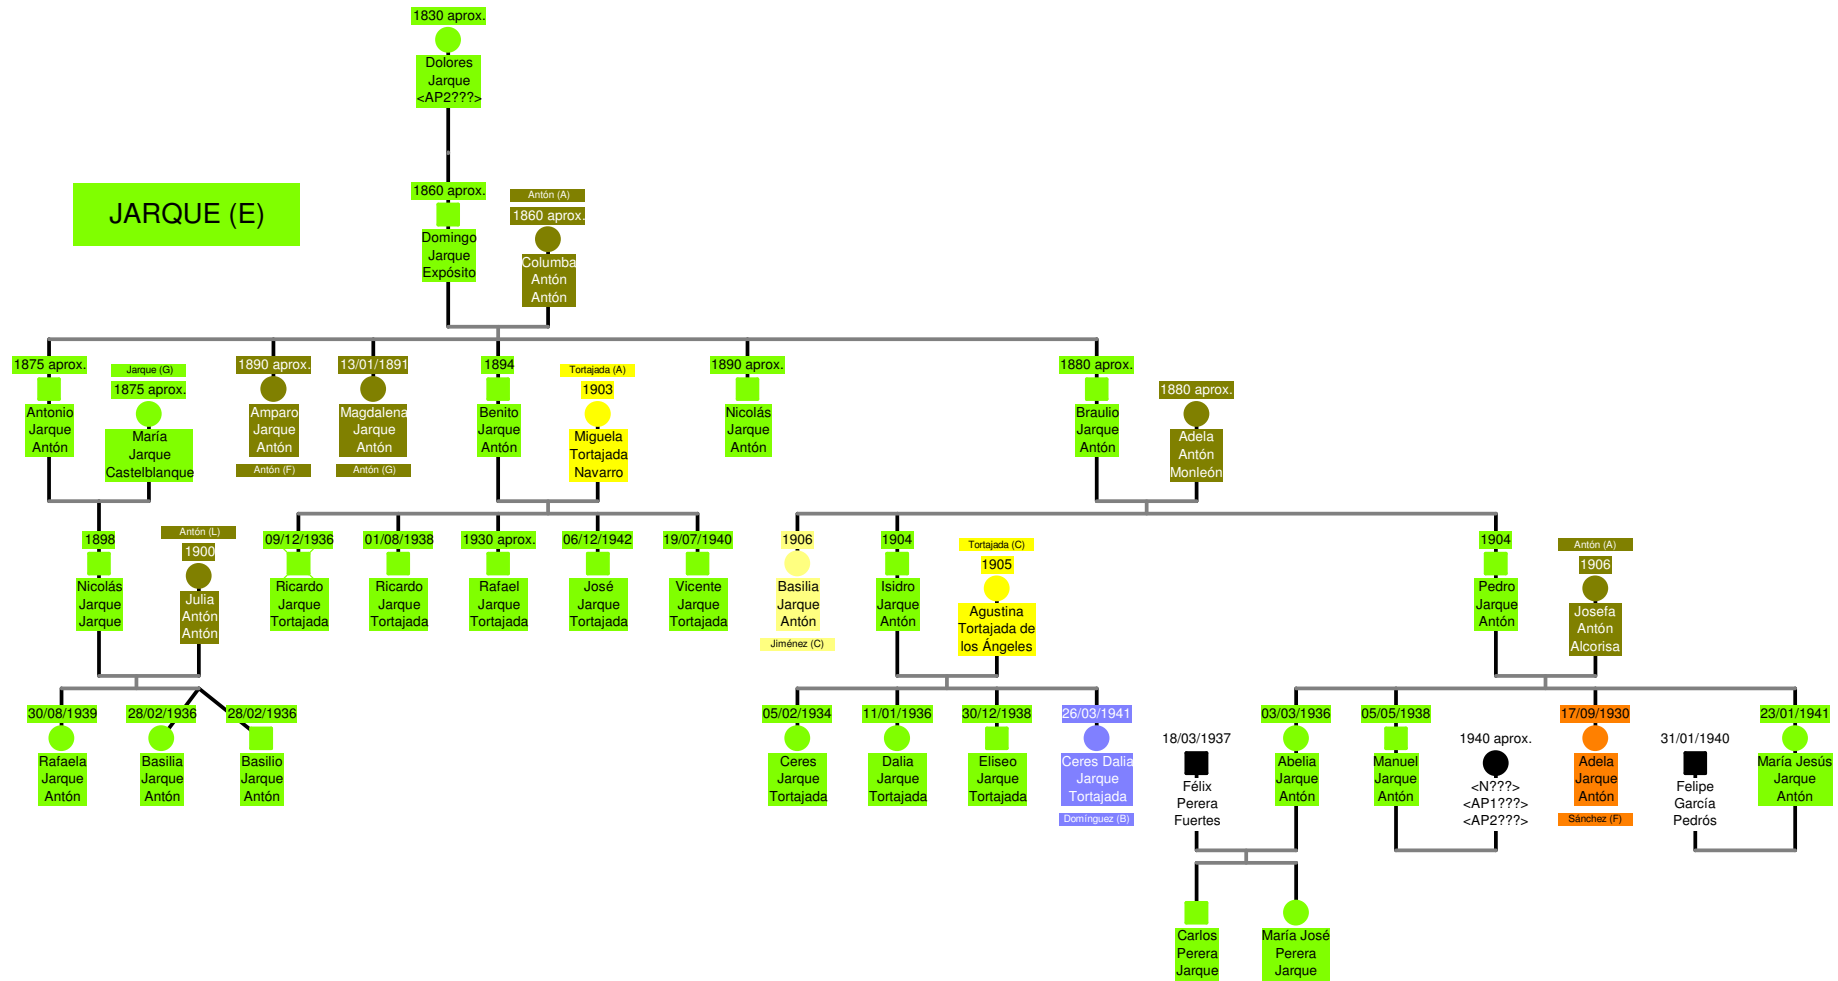 1830 aprox.
Dolores
Jarque
<AP2???>
JARQUE (E)
1860 aprox.
Domingo
Jarque
Expósito
Antón (A)
1860 aprox.
Columba
Antón
Antón
1875 aprox.
Antonio
Jarque
Antón
Jarque (G)
1875 aprox.
María
Jarque
Castelblanque
1890 aprox.
Amparo
Jarque
Antón
Antón (F)
13/01/1891
Magdalena
Jarque
Antón
Antón (G)
1894
Benito
Jarque
Antón
Tortajada (A)
1903
Miguela
Tortajada
Navarro
1890 aprox.
Nicolás
Jarque
Antón
1880 aprox.
Braulio
Jarque
Antón
1880 aprox.
Adela
Antón
Monleón
1898
Nicolás
Jarque
Jarque
Antón (L)
1900
Julia
Antón
Antón
09/12/1936
Ricardo
Jarque
Tortajada
01/08/1938
Ricardo
Jarque
Tortajada
1930 aprox.
Rafael
Jarque
Tortajada
06/12/1942
José
Jarque
Tortajada
19/07/1940
Vicente
Jarque
Tortajada
1906
Basilia
Jarque
Antón
Jiménez (C)
1904
Isidro
Jarque
Antón
Tortajada (C)
1905
Agustina
Tortajada de
los Ángeles
1904
Pedro
Jarque
Antón
Antón (A)
1906
Josefa
Antón
Alcorisa
30/08/1939
Rafaela
Jarque
Antón
28/02/1936
Basilia
Jarque
Antón
28/02/1936
Basilio
Jarque
Antón
05/02/1934
Ceres
Jarque
Tortajada
11/01/1936
Dalia
Jarque
Tortajada
30/12/1938
Eliseo
Jarque
Tortajada
26/03/1941
Ceres Dalia
Jarque
Tortajada
Domínguez (B)
18/03/1937
Félix
Perera
Fuertes
03/03/1936
Abelia
Jarque
Antón
05/05/1938
Manuel
Jarque
Antón
1940 aprox.
<N???>
<AP1???>
<AP2???>
17/09/1930
Adela
Jarque
Antón
Sánchez (F)
31/01/1940
Felipe
García
Pedrós
23/01/1941
María Jesús
Jarque
Antón
Carlos
Perera
Jarque
María José
Perera
Jarque